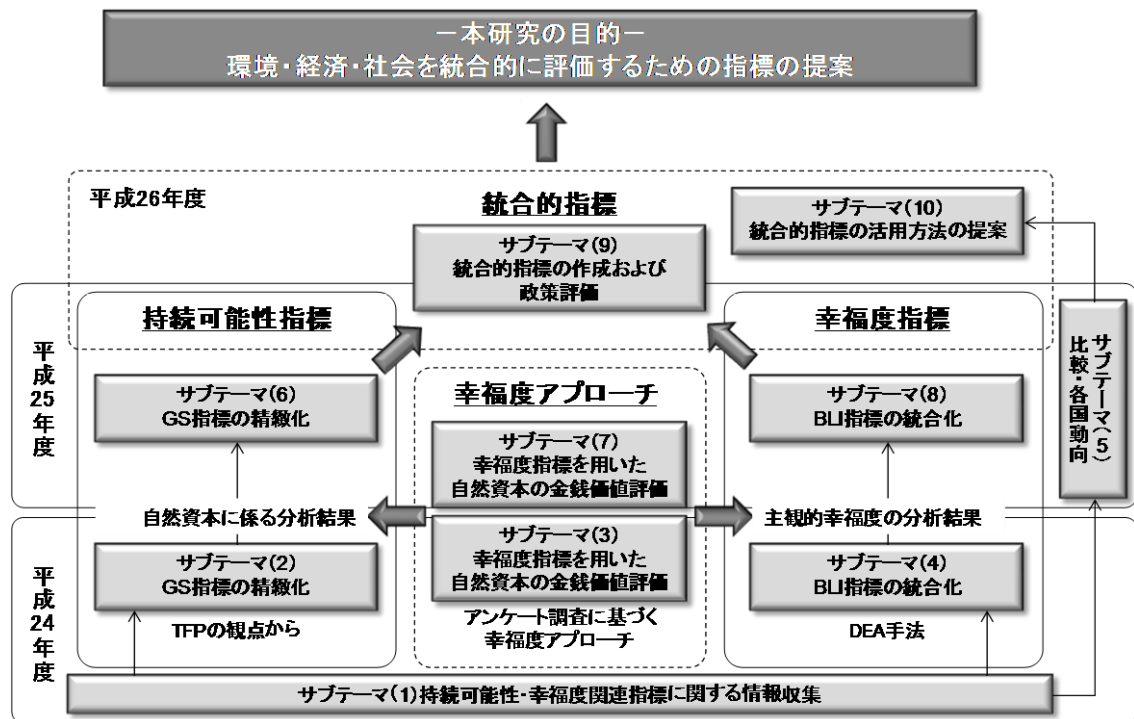 －本研究の目的－
環境・経済・社会を統合的に評価するための指標の提案
平成26年度
統合的指標
サブテーマ(10)
統合的指標の活用方法の提案
サブテーマ(9)
統合的指標の作成および
政策評価
持続可能性指標
幸福度指標
平成25年度
サブテーマ(6)
GS指標の精緻化
幸福度アプローチ
サブテーマ(7)
幸福度指標を用いた
自然資本の金銭価値評価
サブテーマ(8)
BLI指標の統合化
サブテーマ(5)
比較・各国動向
自然資本に係る分析結果
主観的幸福度の分析結果
平成24年度
サブテーマ(2)
GS指標の精緻化
TFPの観点から
サブテーマ(3)
幸福度指標を用いた
自然資本の金銭価値評価
アンケート調査に基づく
幸福度アプローチ
サブテーマ(4)
BLI指標の統合化
DEA手法
サブテーマ(1)持続可能性・幸福度関連指標に関する情報収集